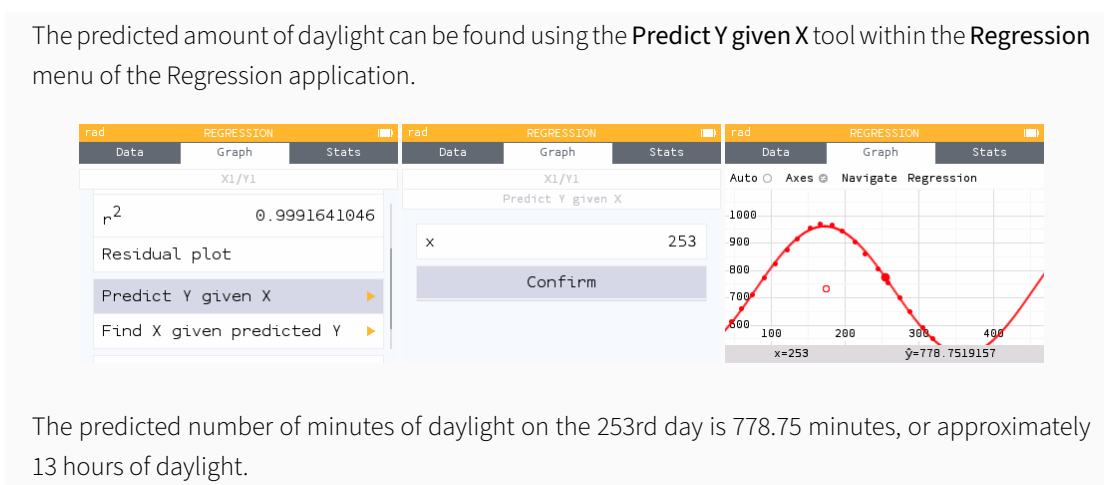 The predicted amount of daylight can be found using the Predict Y given X tool within the Regression
menu of the Regression application.
rad REGRESSION
Data Graph Stats
X1/Y1
r² 0.9991641046
Residual plot
Predict Y given X
Find X given predicted Y
rad REGRESSION
Data Graph Stats
X1/Y1
Predict Y given X
x 253
Confirm
rad REGRESSION
Data Graph Stats
Auto Axes Navigate Regression
1000
900
800
700
600
100 200 300 400
x=253 ŷ=778.7519157
The predicted number of minutes of daylight on the 253rd day is 778.75 minutes, or approximately
13 hours of daylight.